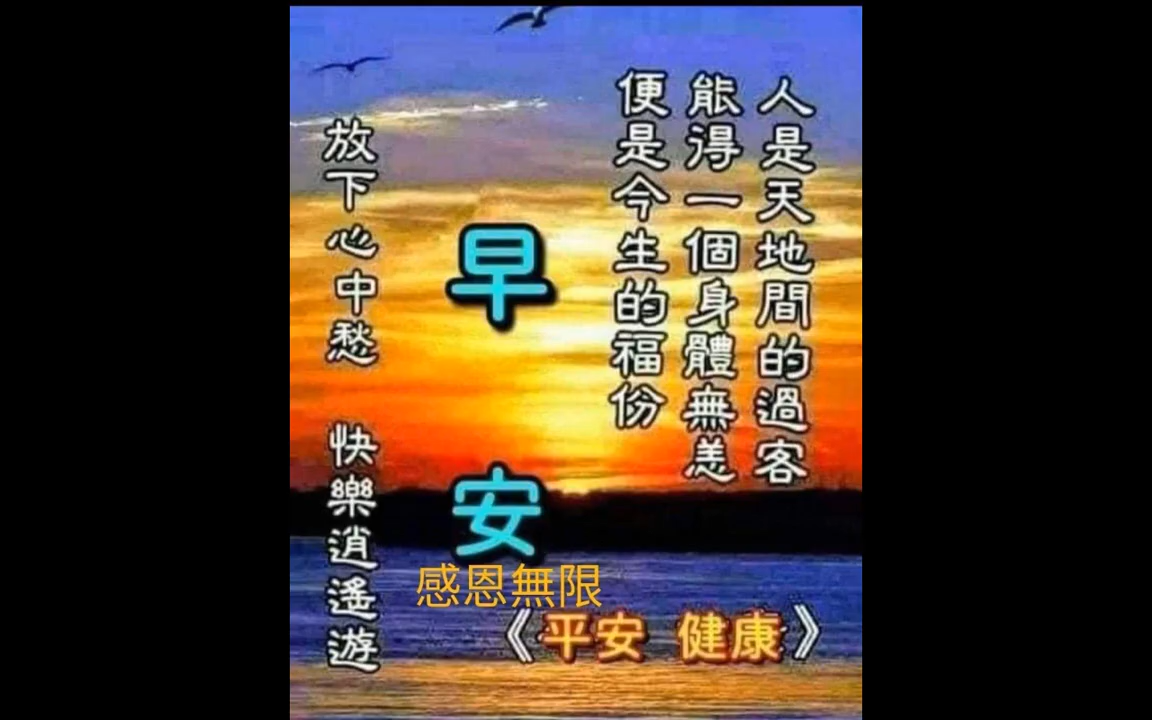 人是天地間的過客
能得一個身體無恙
便是今生的福份
早安
放下心中愁 快樂逍遙遊
感恩無限
《平安 健康》